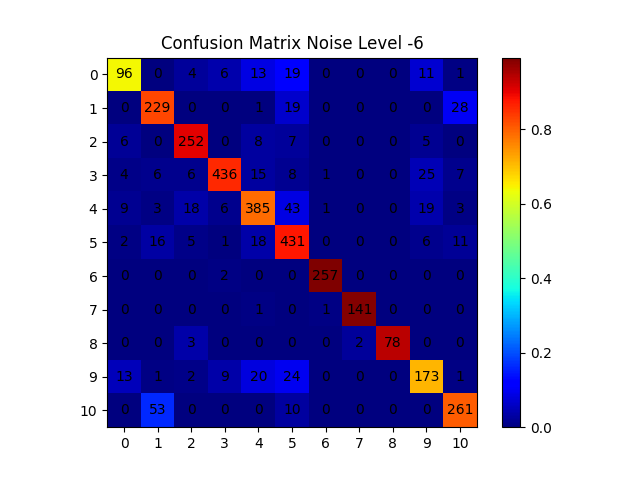 Confusion Matrix Noise Level -6
0 96 0 4 6 13 19 0 0 0 11 1
1 0 229 0 0 1 19 0 0 0 0 28
2 6 0 252 0 8 7 0 0 0 5 0
3 4 6 6 436 15 8 1 0 0 25 7
4 9 3 18 6 385 43 1 0 0 19 3
5 2 16 5 1 18 431 0 0 0 6 11
6 0 0 0 2 0 0 257 0 0 0 0
7 0 0 0 0 1 0 1 141 0 0 0
8 0 0 3 0 0 0 0 2 78 0 0
9 13 1 2 9 20 24 0 0 0 173 1
10 0 53 0 0 0 10 0 0 0 0 261
0 1 2 3 4 5 6 7 8 9 10
0.8
0.6
0.4
0.2
0.0